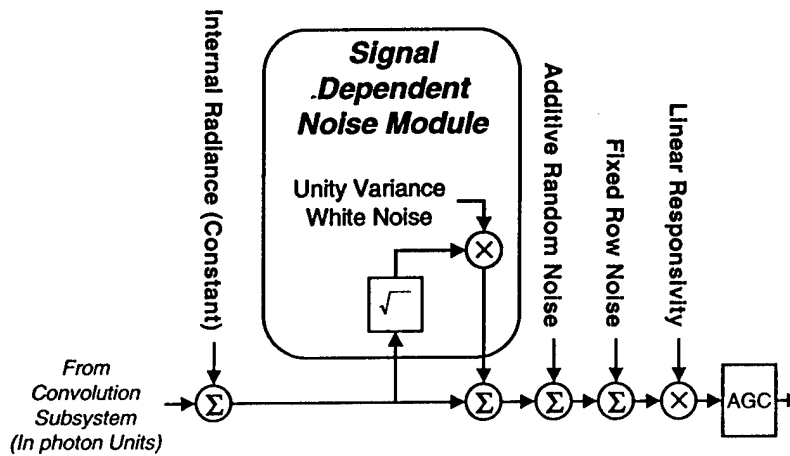 Internal Radiance (Constant)
Signal
Dependent
Noise Module
Unity Variance
White Noise
×
√
Additive Random Noise
Fixed Row Noise
Linear Responsivity
From
Convolution
Subsystem
(In photon Units)
Σ
Σ
Σ
Σ
×
AGC